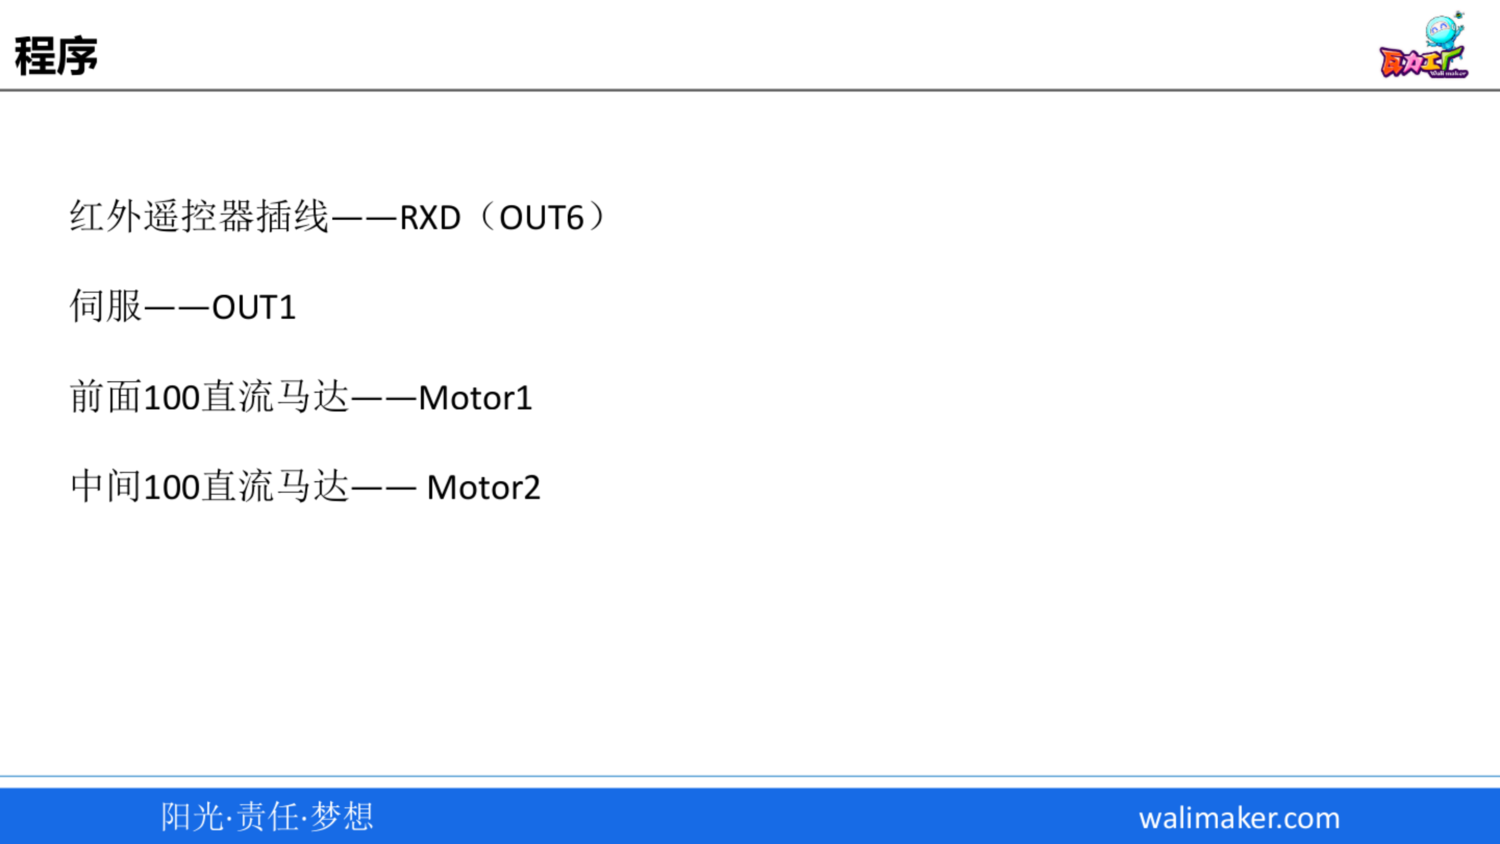 程序
瓦力工厂
Wali maker
红外遥控器插线——RXD（OUT6）
伺服——OUT1
前面100直流马达——Motor1
中间100直流马达—— Motor2
阳光·责任·梦想
walimaker.com